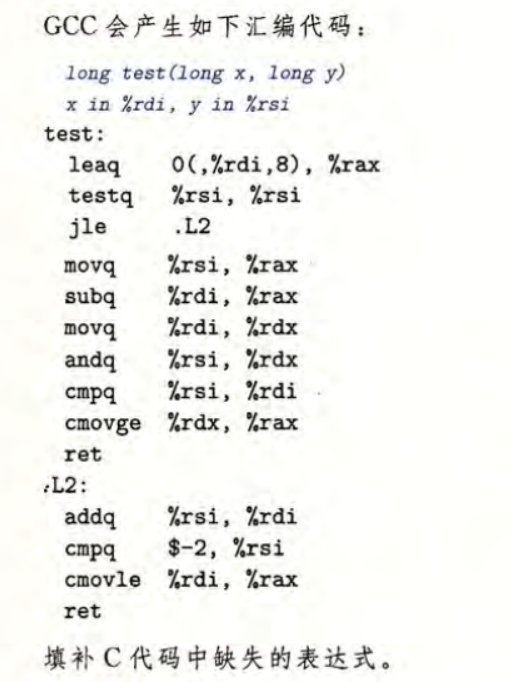 GCC 会产生如下汇编代码：
long test(long x, long y)
x in %rdi, y in %rsi
test:
leaq 0(,%rdi,8), %rax
testq %rsi, %rsi
jle .L2
movq %rsi, %rax
subq %rdi, %rax
movq %rdi, %rdx
andq %rsi, %rdx
cmpq %rsi, %rdi
cmovge %rdx, %rax
ret
.L2:
addq %rsi, %rdi
cmpq $-2, %rsi
cmovle %rdi, %rax
ret
填补 C 代码中缺失的表达式。